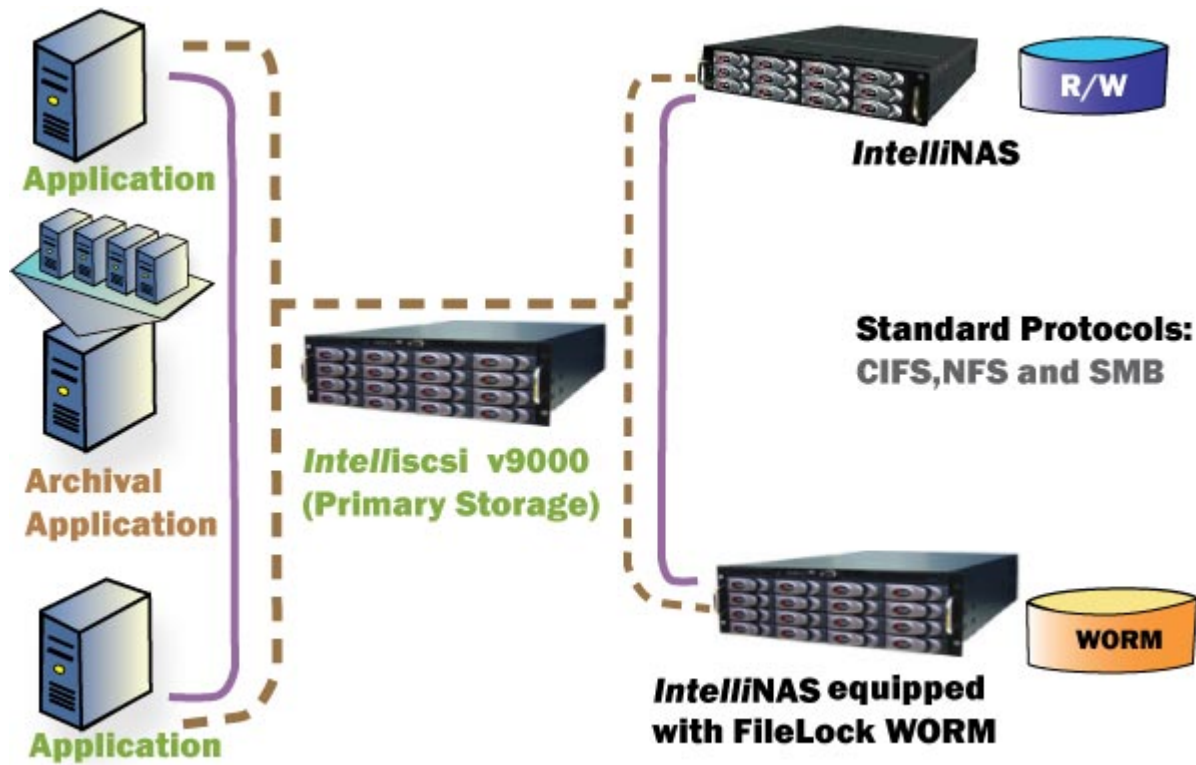 Application
Archival
Application
Application
Intelliscsi v9000
(Primary Storage)
IntelliNAS
R/W
Standard Protocols:
CIFS,NFS and SMB
WORM
IntelliNAS equipped
with FileLock WORM